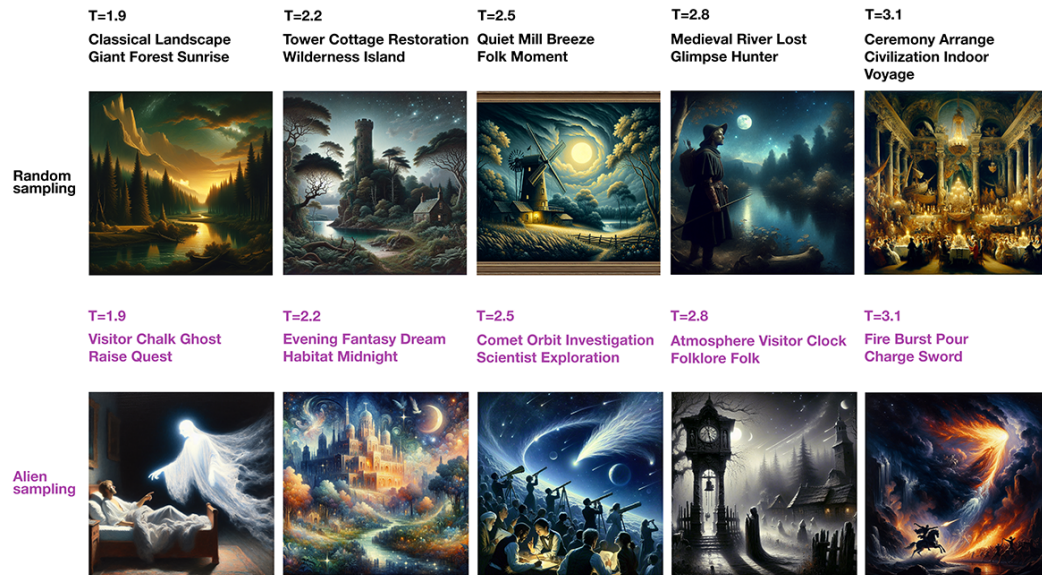 T=1.9
Classical Landscape
Giant Forest Sunrise
T=2.2
Tower Cottage Restoration
Wilderness Island
T=2.5
Quiet Mill Breeze
Folk Moment
T=2.8
Medieval River Lost
Glimpse Hunter
T=3.1
Ceremony Arrange
Civilization Indoor
Voyage
Random
sampling
T=1.9
Visitor Chalk Ghost
Raise Quest
T=2.2
Evening Fantasy Dream
Habitat Midnight
T=2.5
Comet Orbit Investigation
Scientist Exploration
T=2.8
Atmosphere Visitor Clock
Folklore Folk
T=3.1
Fire Burst Pour
Charge Sword
Alien
sampling